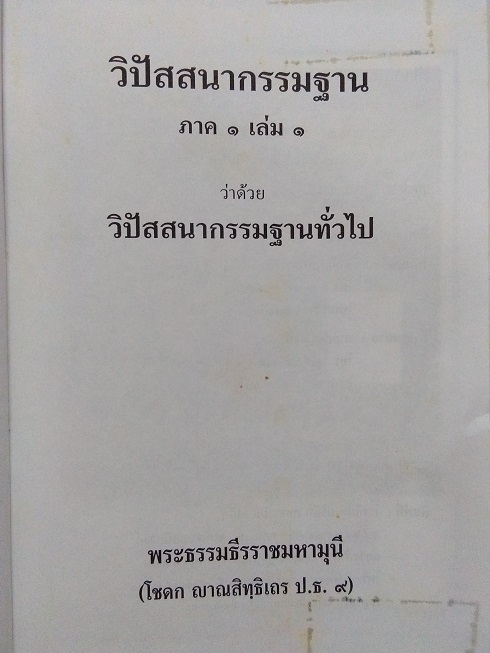 วิปัสสนากรรมฐาน
ภาค ๑ เล่ม ๑
ว่าด้วย
วิปัสสนากรรมฐานทั่วไป
พระธรรมธีรราชมหามุนี
(โชดก ญาณสิทฺธิเถร ป.ธ. ๙)